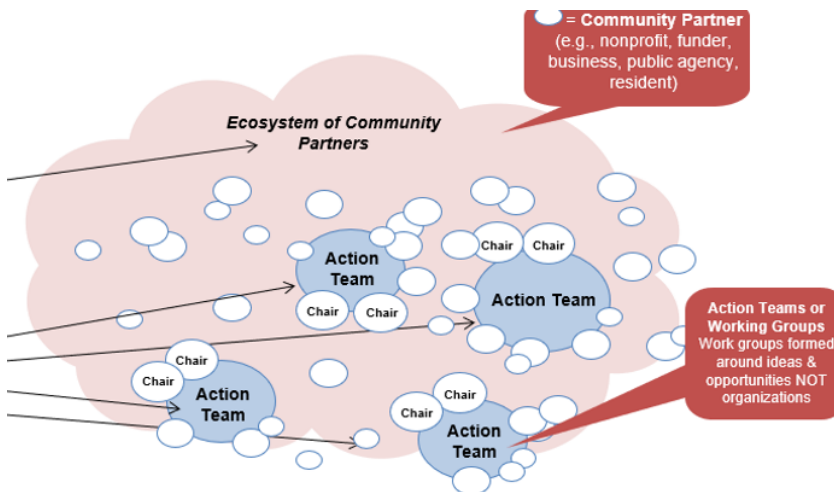 = Community Partner
(e.g., nonprofit, funder,
business, public agency,
resident)
Ecosystem of Community
Partners
Chair
Chair
Action
Team
Action Team
Chair
Chair
Action Teams or
Working Groups
Work groups formed
around ideas &
opportunities NOT
organizations
Chair
Chair
Action
Team
Chair
Chair
Action
Team